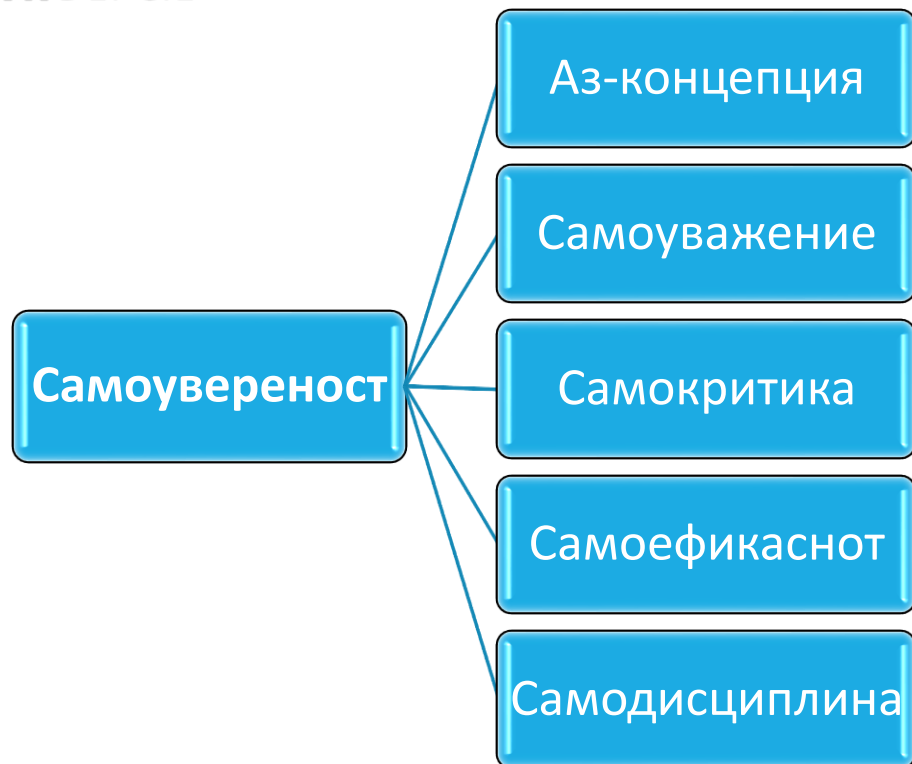 Аз-концепция
Самоуважение
Самоувереност
Самокритика
Самоефикаснот
Самодисциплина